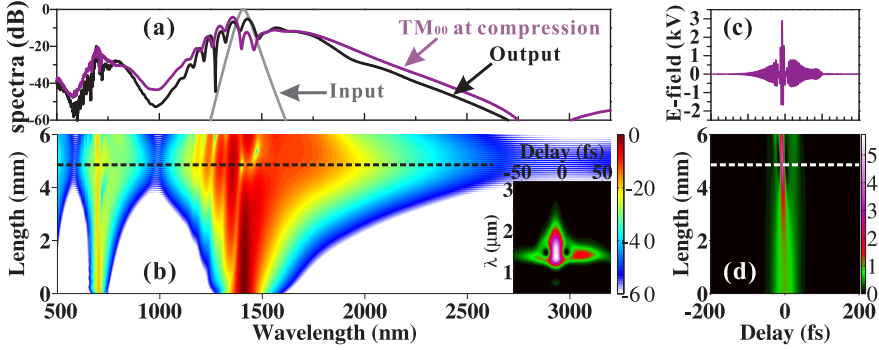 (a)
TM00 at compression
Output
Input
spectra (dB)
0
-20
-40
-60
(c)
E-field (kV)
3
2
1
0
-1
-2
(b)
Length (mm)
6
4
2
0
500 1000 1500 2000 2500 3000
Wavelength (nm)
Delay (fs)
-50 0 50
λ (μm)
3
2
1
0
-20
-40
-60
(d)
Length (mm)
6
4
2
0
-200 0 200
Delay (fs)
5
4
3
2
1
0